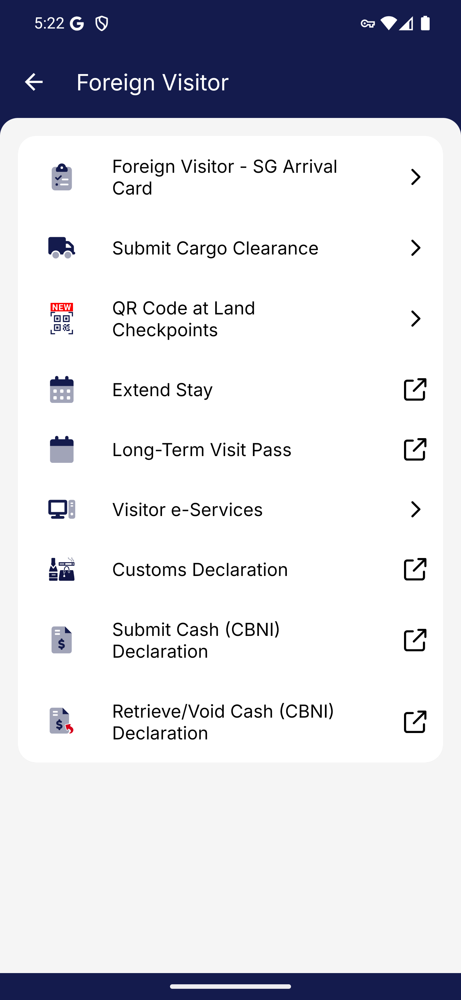 5:22
Foreign Visitor
Foreign Visitor - SG Arrival
Card
Submit Cargo Clearance
NEW
QR Code at Land
Checkpoints
Extend Stay
Long-Term Visit Pass
Visitor e-Services
Customs Declaration
Submit Cash (CBNI)
Declaration
Retrieve/Void Cash (CBNI)
Declaration